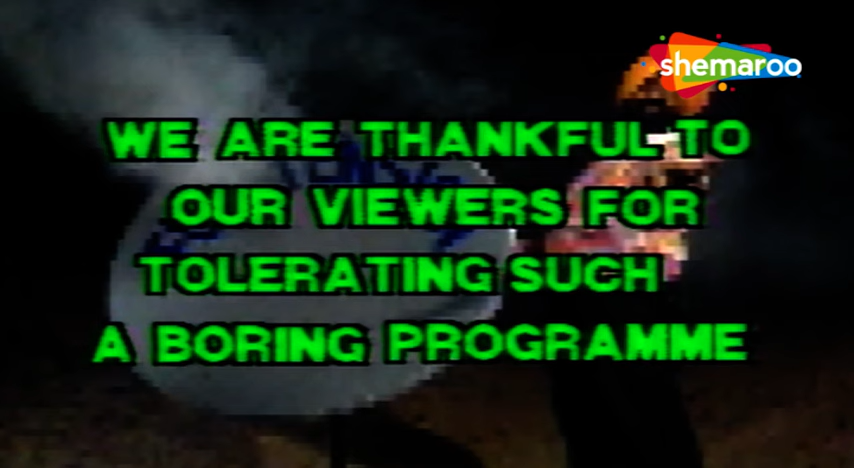 shemaroo
WE ARE THANKFUL TO
OUR VIEWERS FOR
TOLERATING SUCH
A BORING PROGRAMME